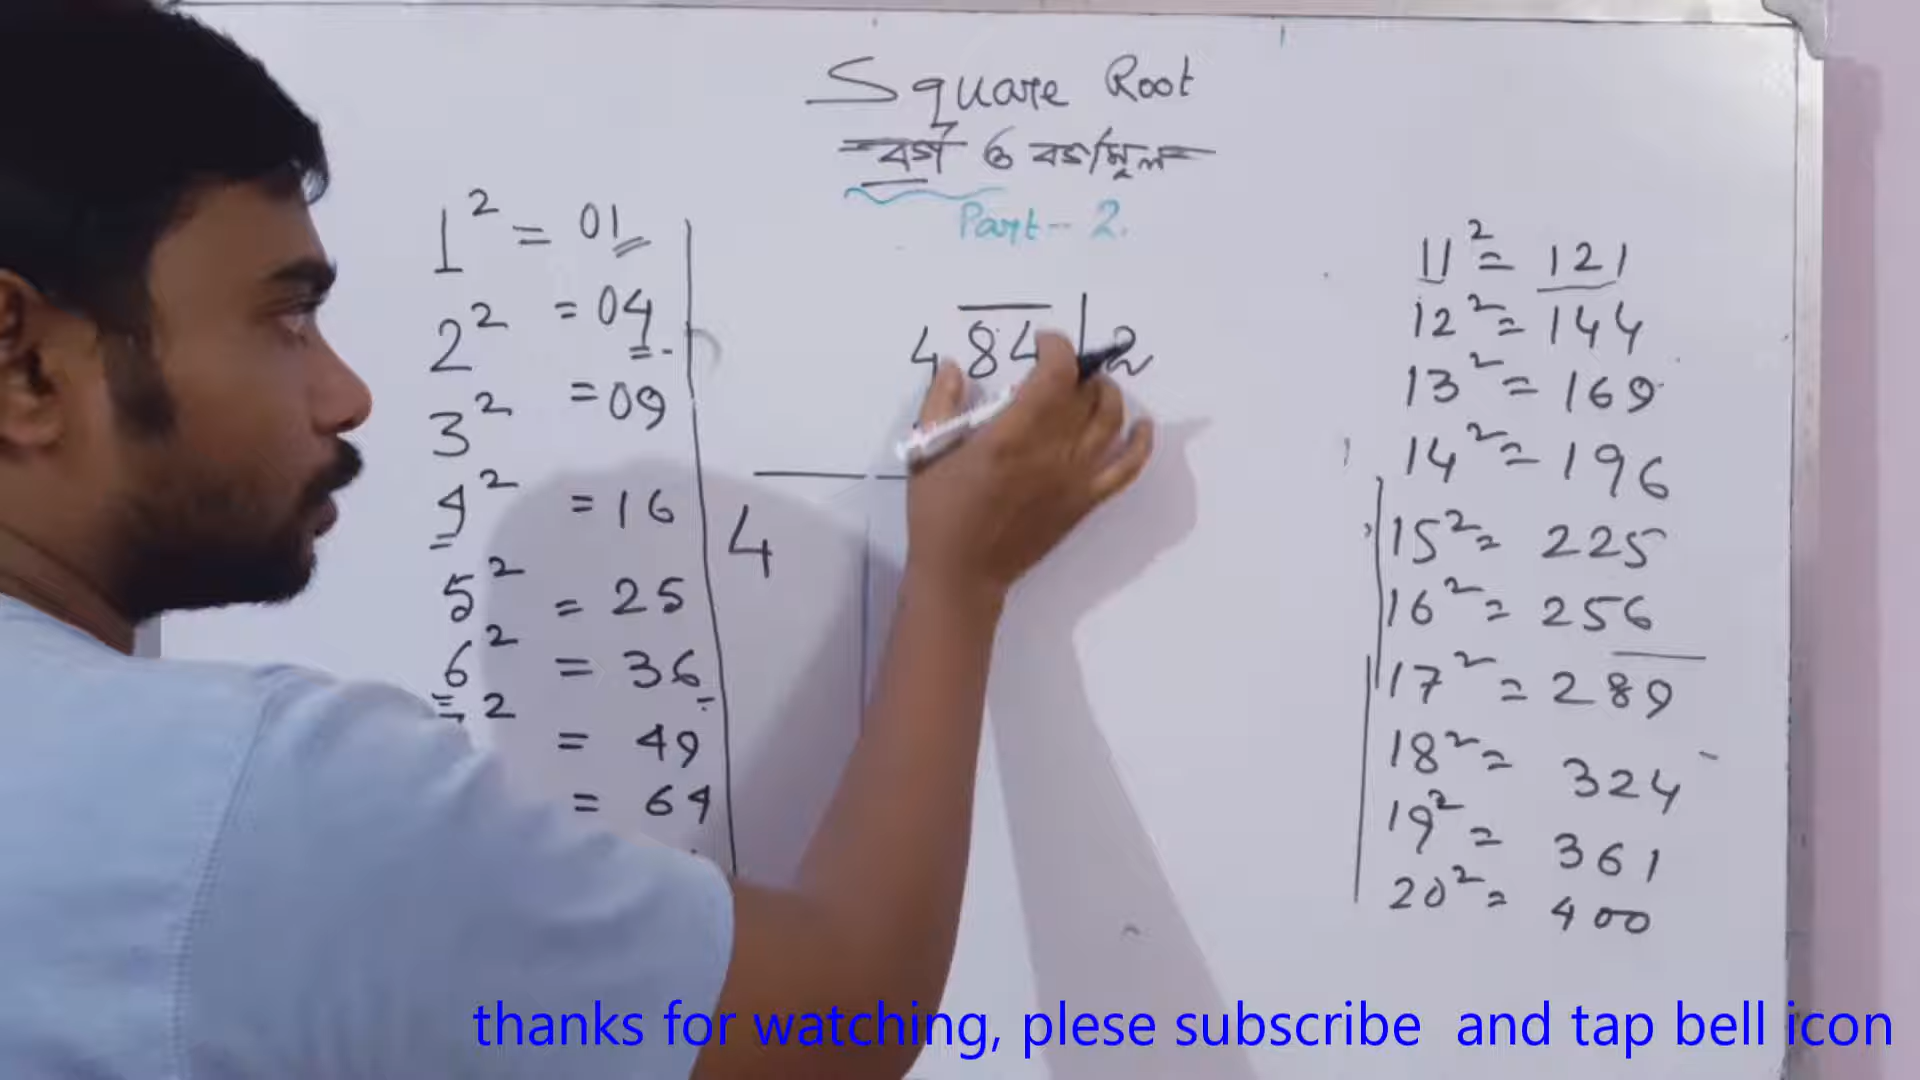 Square Root
বর্গ ও বর্গমূল
Part - 2.
1² = 01
2² = 04
3² = 09
4² = 16
5² = 25
6² = 36
2 = 49
= 64
484 2
4
11² = 121
12² = 144
13² = 169
14² = 196
15² = 225
16² = 256
17² = 289
18² = 324
19² = 361
20² = 400
thanks for watching, plese subscribe and tap bell icon